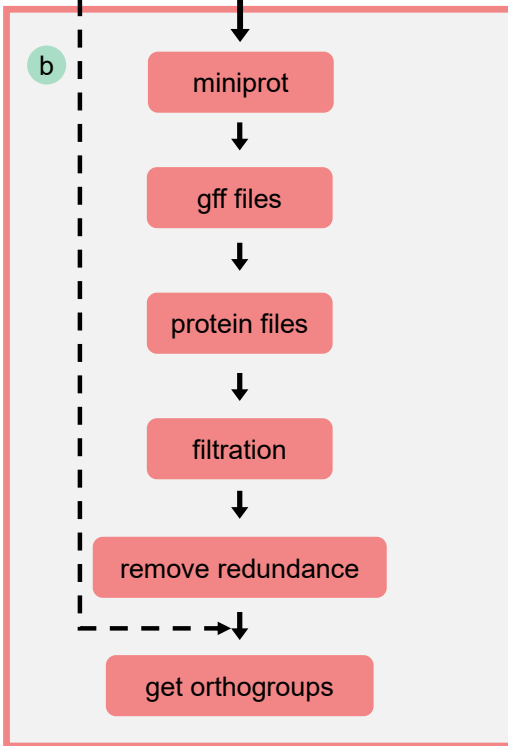 b
miniprot
gff files
protein files
filtration
remove redundance
get orthogroups